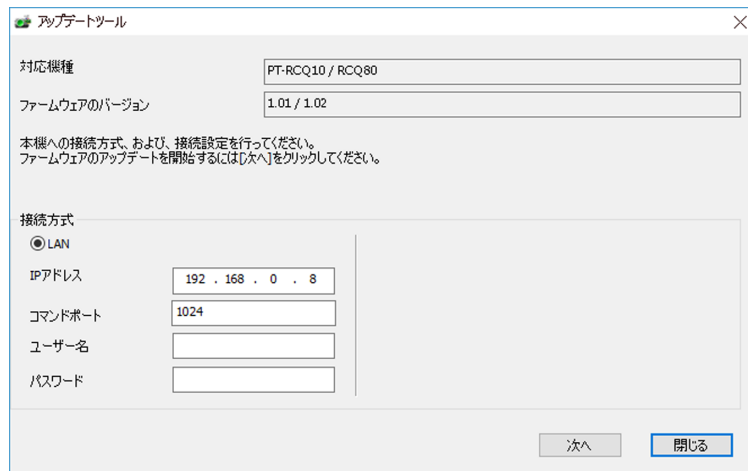 アップデートツール
対応機種 PT-RCQ10 / RCQ80
ファームウェアのバージョン 1.01 / 1.02
本機への接続方式、および、接続設定を行ってください。
ファームウェアのアップデートを開始するには[次へ]をクリックしてください。
接続方式
LAN
IPアドレス 192 . 168 . 0 . 8
コマンドポート 1024
ユーザー名
パスワード
次へ 閉じる